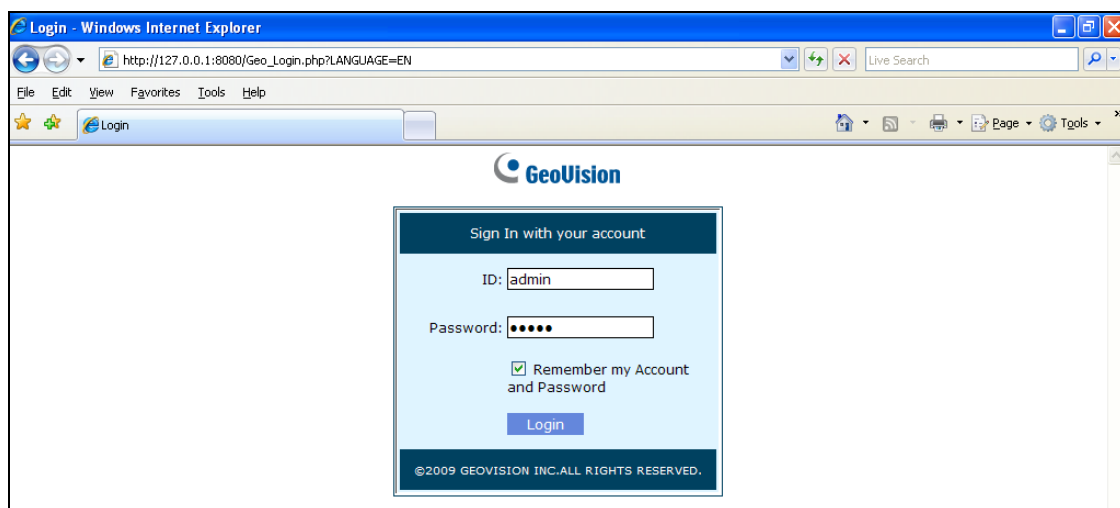 Login - Windows Internet Explorer
http://127.0.0.1:8080/Geo_Login.php?LANGUAGE=EN
Live Search
File Edit View Favorites Tools Help
Login
Page Tools »
GeoVision
Sign In with your account
ID: admin
Password: •••••
Remember my Account
and Password
Login
©2009 GEOVISION INC.ALL RIGHTS RESERVED.